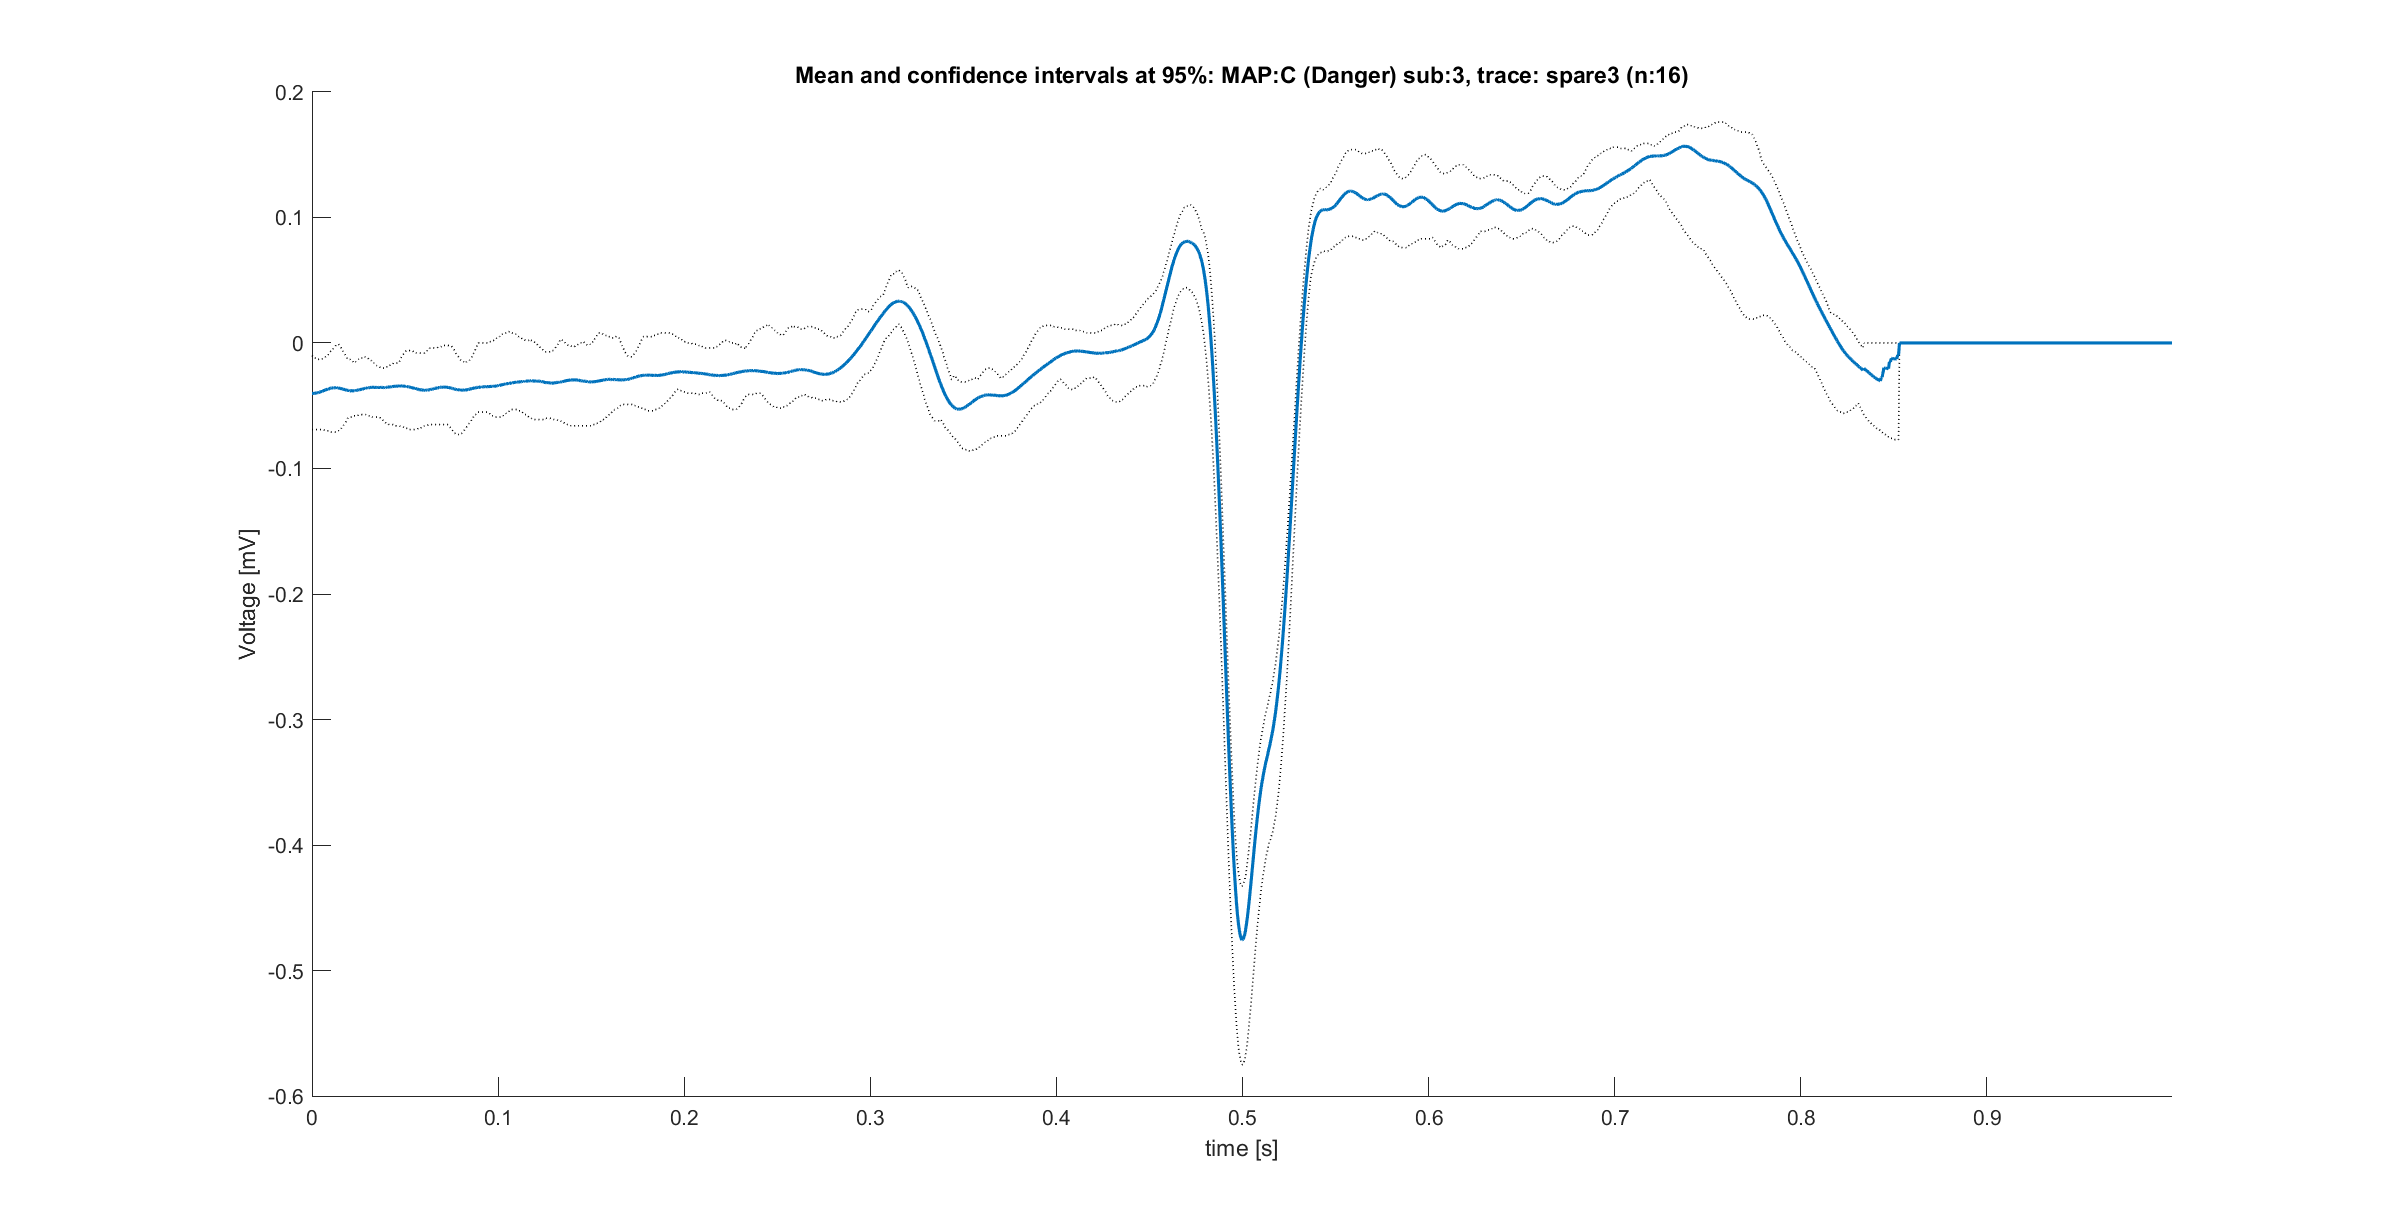 Mean and confidence intervals at 95%: MAP:C (Danger) sub:3, trace: spare3 (n:16)
0.2
0.1
0
-0.1
-0.2
-0.3
-0.4
-0.5
-0.6
Voltage [mV]
0 0.1 0.2 0.3 0.4 0.5 0.6 0.7 0.8 0.9
time [s]